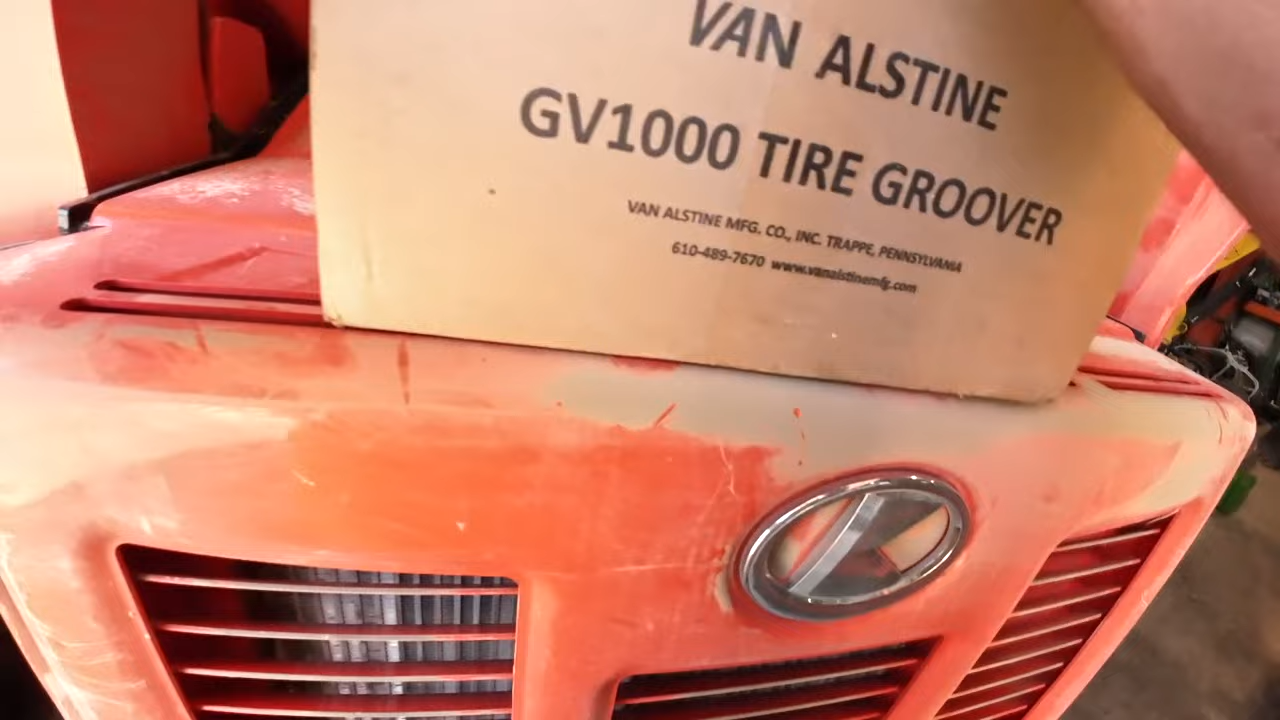 VAN ALSTINE
GV1000 TIRE GROOVER
VAN ALSTINE MFG. CO., INC. TRAPPE, PENNSYLVANIA
610-489-7670 www.vanalstinemfg.com